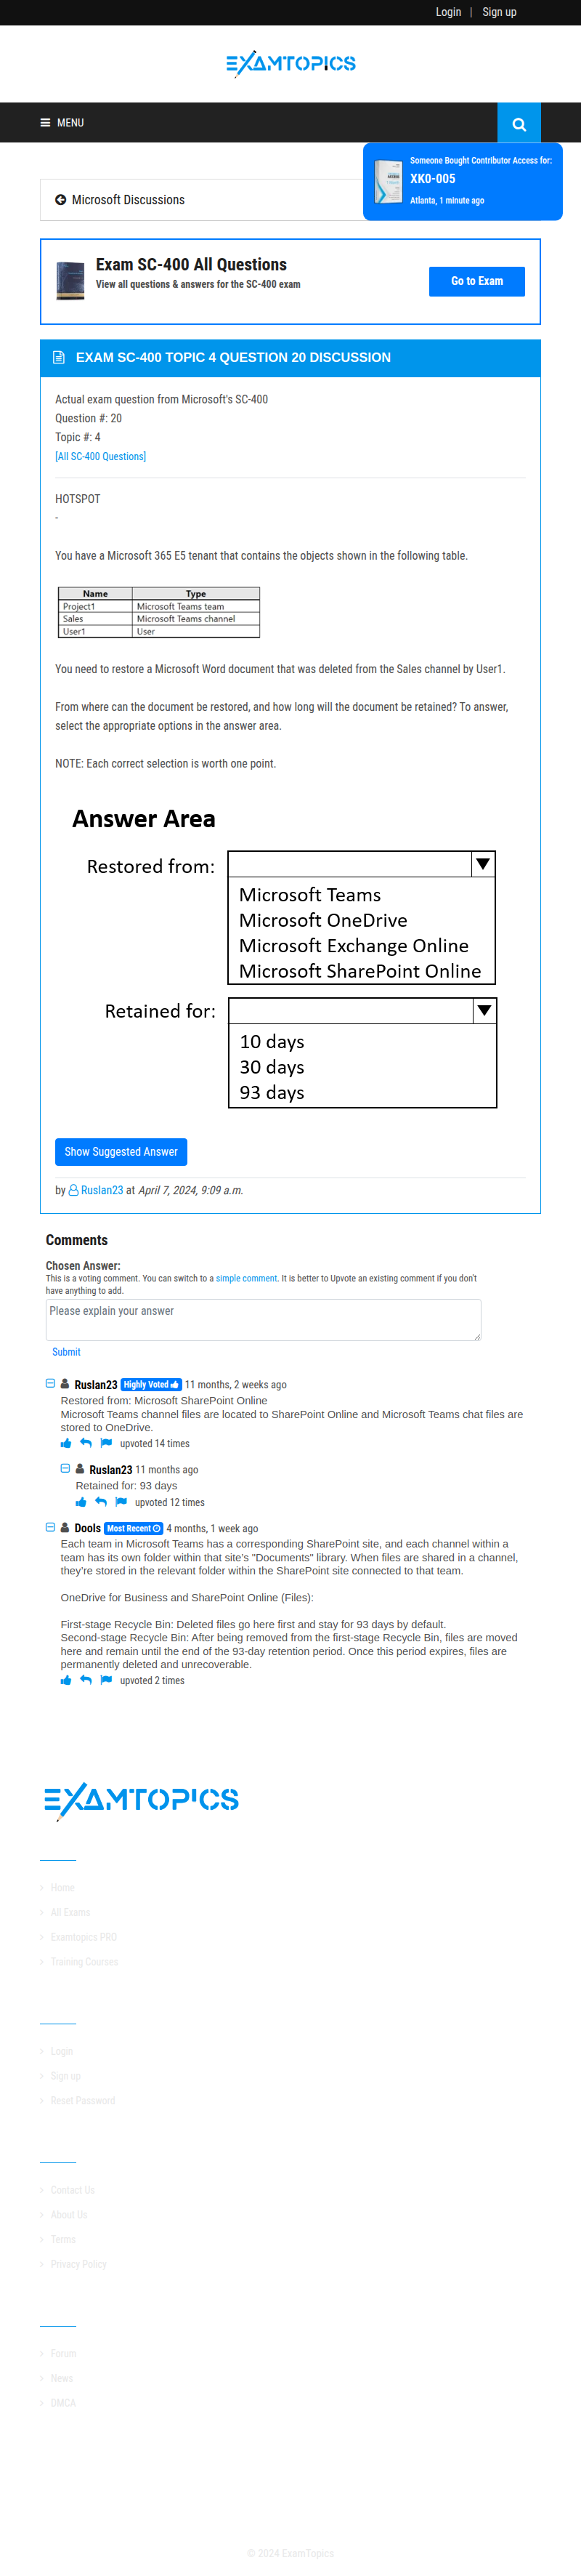 Login | Sign up
EXAMTOPICS
MENU
Someone Bought Contributor Access for:
XK0-005
Atlanta, 1 minute ago
Microsoft Discussions
Exam SC-400 All Questions
View all questions & answers for the SC-400 exam
Go to Exam
EXAM SC-400 TOPIC 4 QUESTION 20 DISCUSSION
Actual exam question from Microsoft's SC-400
Question #: 20
Topic #: 4
[All SC-400 Questions]
HOTSPOT
-
You have a Microsoft 365 E5 tenant that contains the objects shown in the following table.
Name Type
Project1 Microsoft Teams team
Sales Microsoft Teams channel
User1 User
You need to restore a Microsoft Word document that was deleted from the Sales channel by User1.
From where can the document be restored, and how long will the document be retained? To answer,
select the appropriate options in the answer area.
NOTE: Each correct selection is worth one point.
Answer Area
Restored from:
Microsoft Teams
Microsoft OneDrive
Microsoft Exchange Online
Microsoft SharePoint Online
Retained for:
10 days
30 days
93 days
Show Suggested Answer
by Ruslan23 at April 7, 2024, 9:09 a.m.
Comments
Chosen Answer:
This is a voting comment. You can switch to a simple comment. It is better to Upvote an existing comment if you don't
have anything to add.
Please explain your answer
Submit
Ruslan23 Highly Voted 11 months, 2 weeks ago
Restored from: Microsoft SharePoint Online
Microsoft Teams channel files are located to SharePoint Online and Microsoft Teams chat files are
stored to OneDrive.
upvoted 14 times
Ruslan23 11 months ago
Retained for: 93 days
upvoted 12 times
Dools Most Recent 4 months, 1 week ago
Each team in Microsoft Teams has a corresponding SharePoint site, and each channel within a
team has its own folder within that site's "Documents" library. When files are shared in a channel,
they're stored in the relevant folder within the SharePoint site connected to that team.
OneDrive for Business and SharePoint Online (Files):
First-stage Recycle Bin: Deleted files go here first and stay for 93 days by default.
Second-stage Recycle Bin: After being removed from the first-stage Recycle Bin, files are moved
here and remain until the end of the 93-day retention period. Once this period expires, files are
permanently deleted and unrecoverable.
upvoted 2 times
EXAMTOPICS
Home
All Exams
Examtopics PRO
Training Courses
Login
Sign up
Reset Password
Contact Us
About Us
Terms
Privacy Policy
Forum
News
DMCA
© 2024 ExamTopics